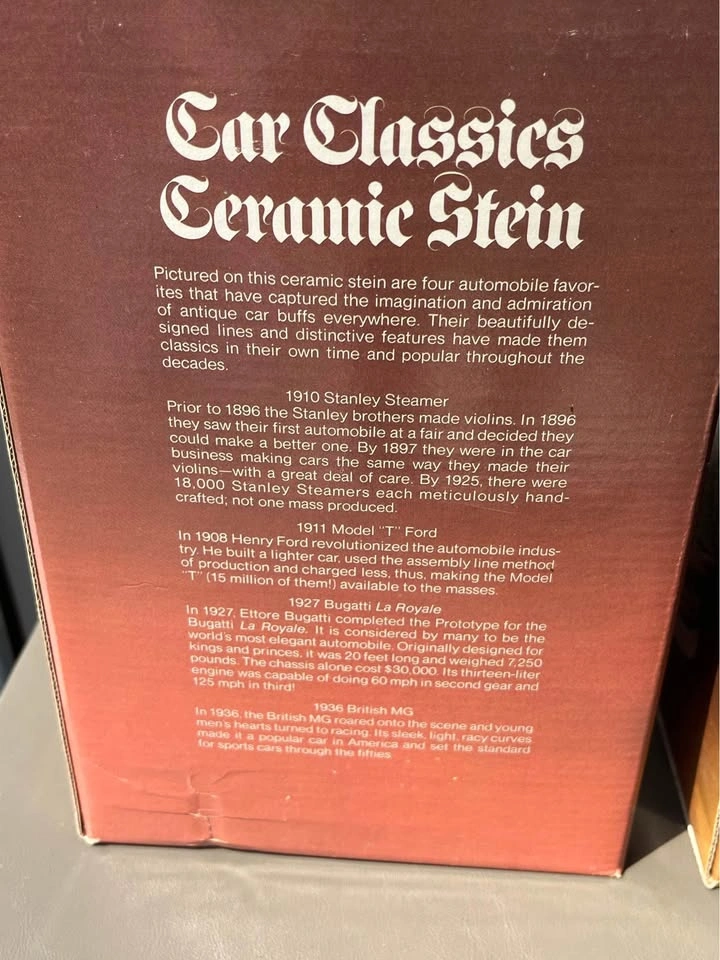 Car Classics
Ceramic Stein
Pictured on this ceramic stein are four automobile favor-
ites that have captured the imagination and admiration
of antique car buffs everywhere. Their beautifully de-
signed lines and distinctive features have made them
classics in their own time and popular throughout the
decades.
1910 Stanley Steamer
Prior to 1896 the Stanley brothers made violins. In 1896
they saw their first automobile at a fair and decided they
could make a better one. By 1897 they were in the car
business making cars the same way they made their
violins—with a great deal of care. By 1925, there were
18,000 Stanley Steamers each meticulously hand-
crafted; not one mass produced.
1911 Model "T" Ford
In 1908 Henry Ford revolutionized the automobile indus-
try. He built a lighter car, used the assembly line method
of production and charged less, thus, making the Model
"T" (15 million of them!) available to the masses.
1927 Bugatti La Royale
In 1927, Ettore Bugatti completed the Prototype for the
Bugatti La Royale. It is considered by many to be the
world's most elegant automobile. Originally designed for
kings and princes, it was 20 feet long and weighed 7,250
pounds. The chassis alone cost $30,000. Its thirteen-liter
engine was capable of doing 60 mph in second gear and
125 mph in third!
1936 British MG
In 1936, the British MG roared onto the scene and young
men's hearts turned to racing. Its sleek, light, racy curves
made it a popular car in America and set the standard
for sports cars through the fifties.